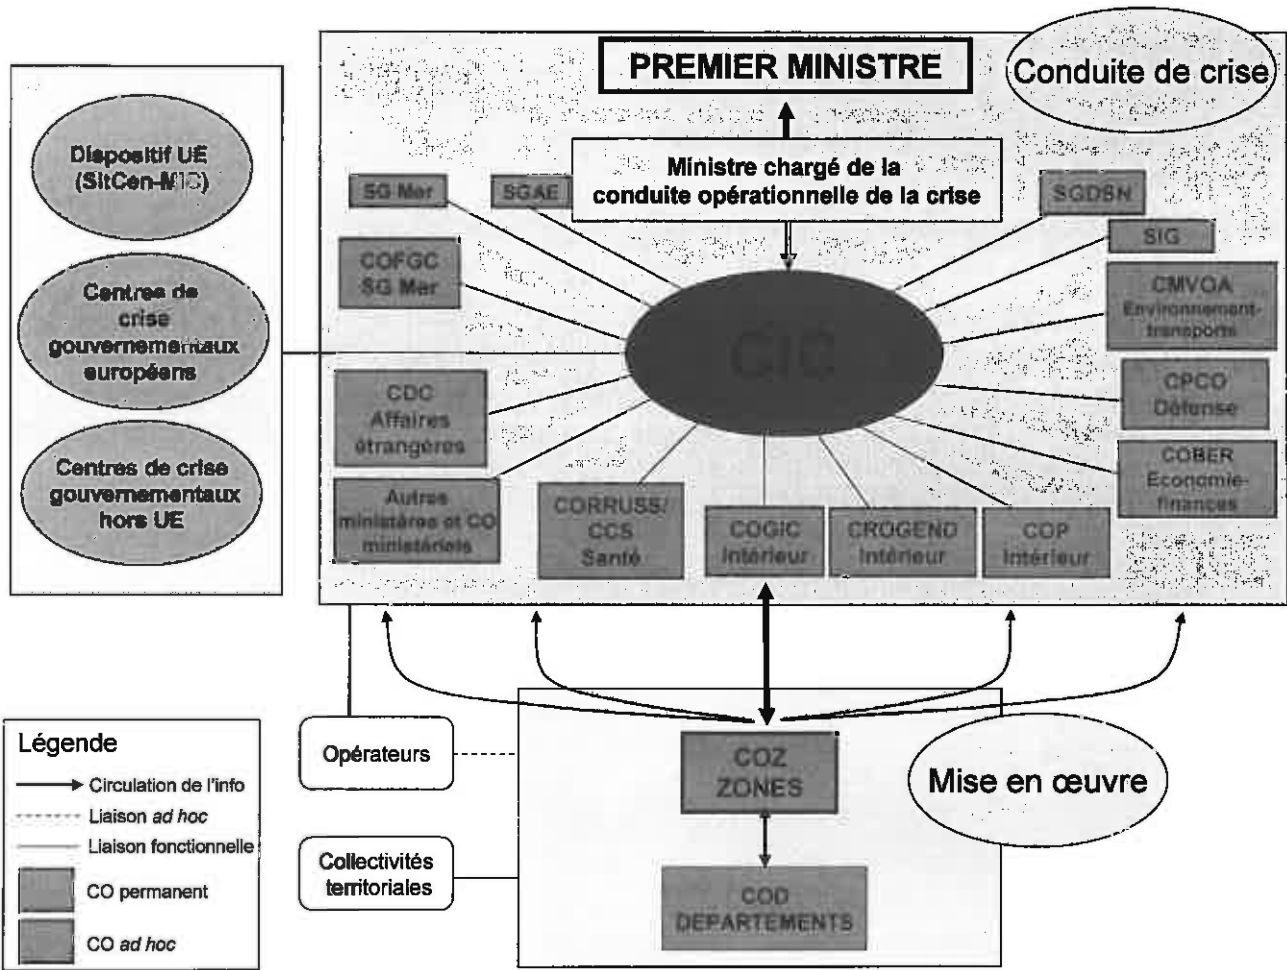 PREMIER MINISTRE
Conduite de crise
Ministre chargé de la
conduite opérationnelle de la crise
Dispositif UE
(SitCen-MIC)
Centres de
crise
gouvernementaux
européens
Centres de crise
gouvernementaux
hors UE
SG Mer
SGAE
SGDSN
SIG
COFGC
SG Mer
CIC
CMVOA
Environnement-
transports
CDC
Affaires
étrangères
CPCO
Défense
COBER
Economie-
finances
Autres
ministères et CO
ministériels
CORRUSS/
CCS
Santé
COGIC
Intérieur
CROGEND
Intérieur
COP
Intérieur
Opérateurs
COZ
ZONES
Mise en œuvre
Collectivités
territoriales
COD
DEPARTEMENTS
Légende
Circulation de l'info
Liaison ad hoc
Liaison fonctionnelle
CO permanent
CO ad hoc